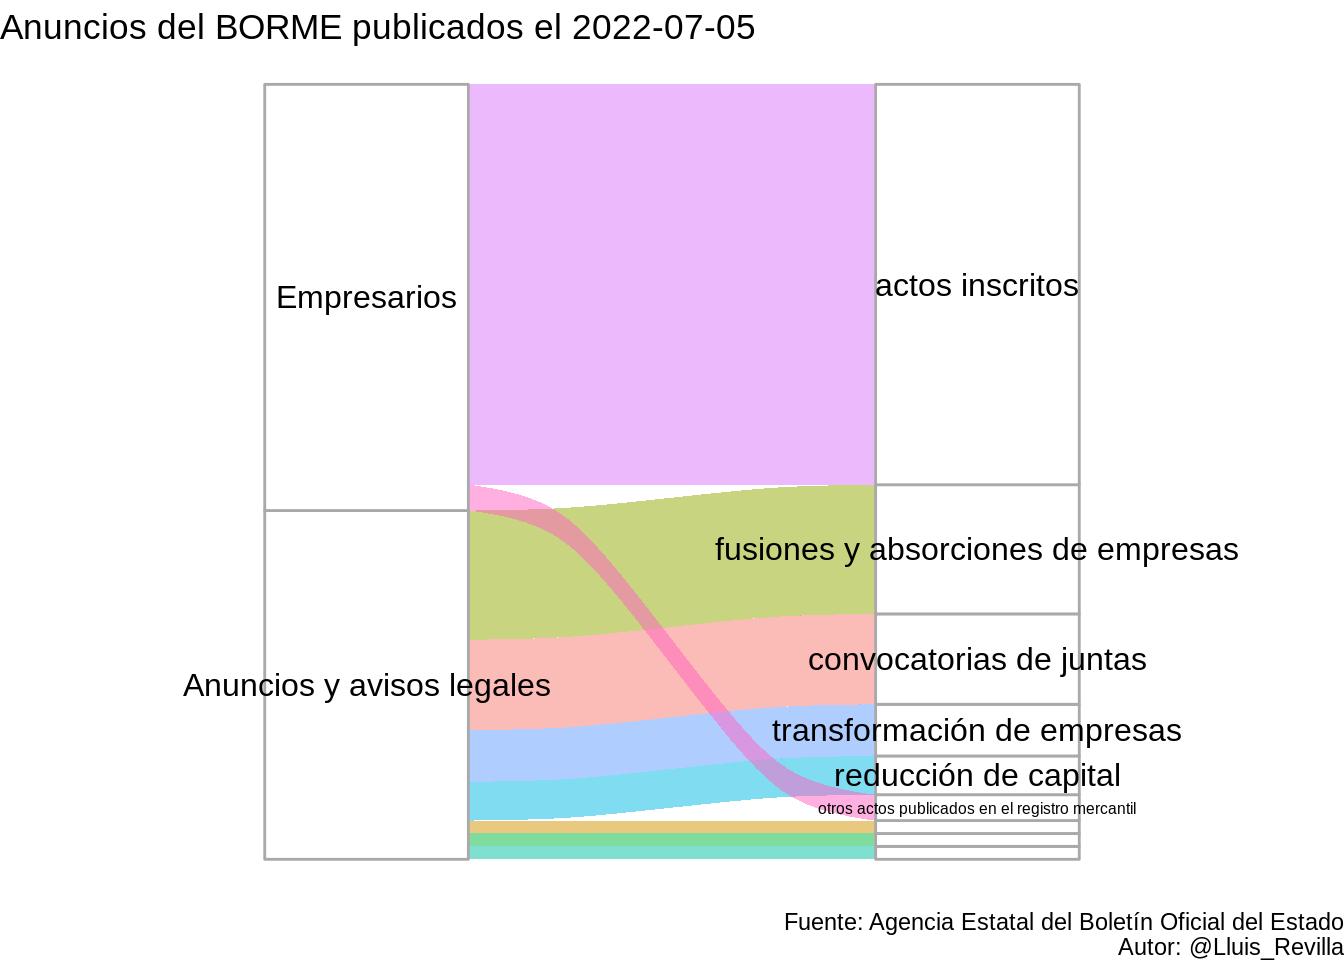 Anuncios del BORME publicados el 2022-07-05
Empresarios
actos inscritos
fusiones y absorciones de empresas
convocatorias de juntas
Anuncios y avisos legales
transformación de empresas
reducción de capital
otros actos publicados en el registro mercantil
Fuente: Agencia Estatal del Boletín Oficial del Estado
Autor: @Lluis_Revilla